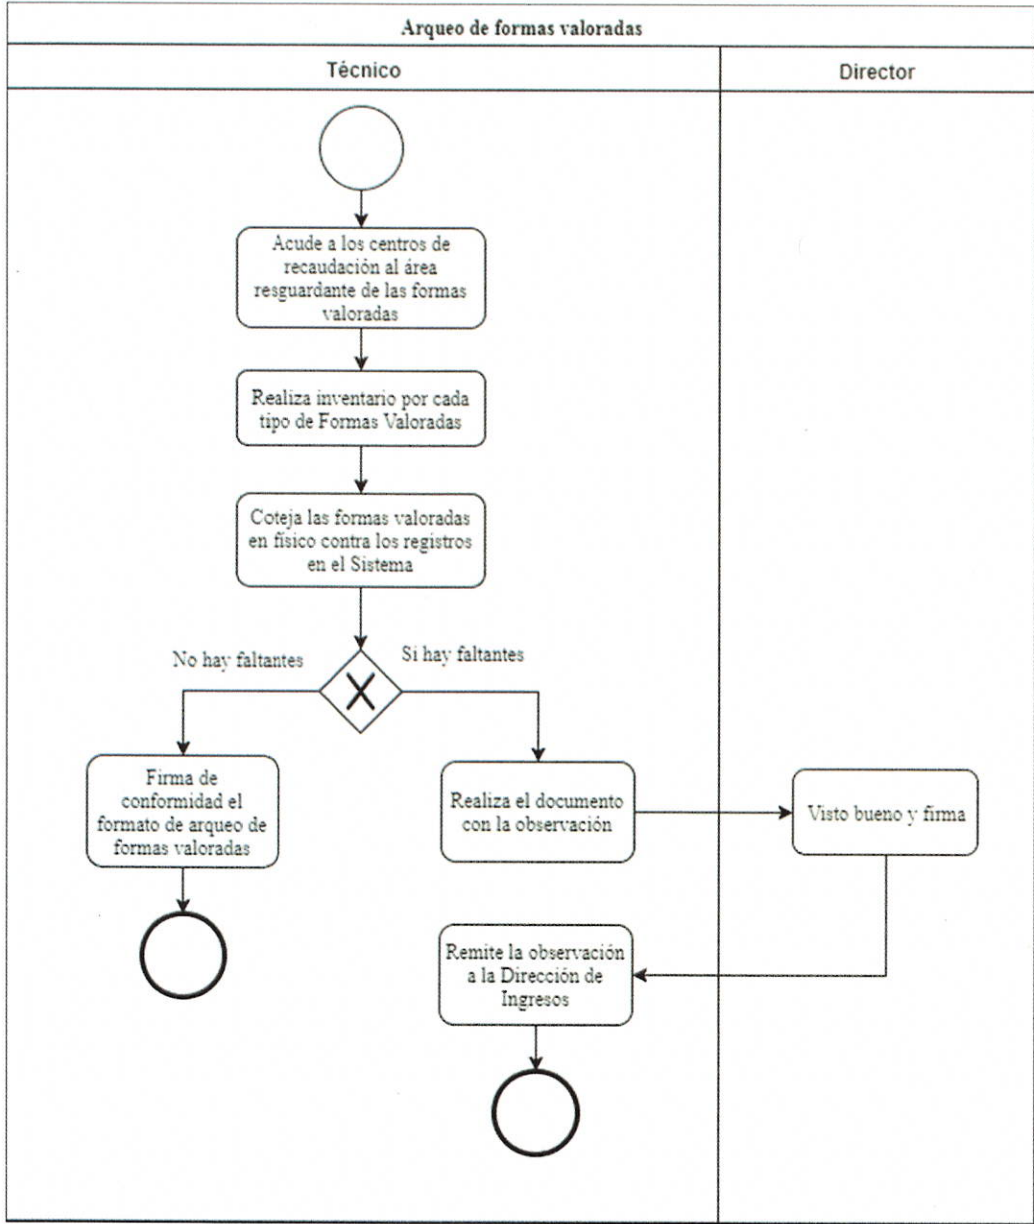 Arqueo de formas valoradas
Técnico
Director
Acude a los centros de
recaudación al área
resguardante de las formas
valoradas
Realiza inventario por cada
tipo de Formas Valoradas
Coteja las formas valoradas
en físico contra los registros
en el Sistema
No hay faltantes
Si hay faltantes
Firma de
conformidad el
formato de arqueo de
formas valoradas
Realiza el documento
con la observación
Visto bueno y firma
Remite la observación
a la Dirección de
Ingresos